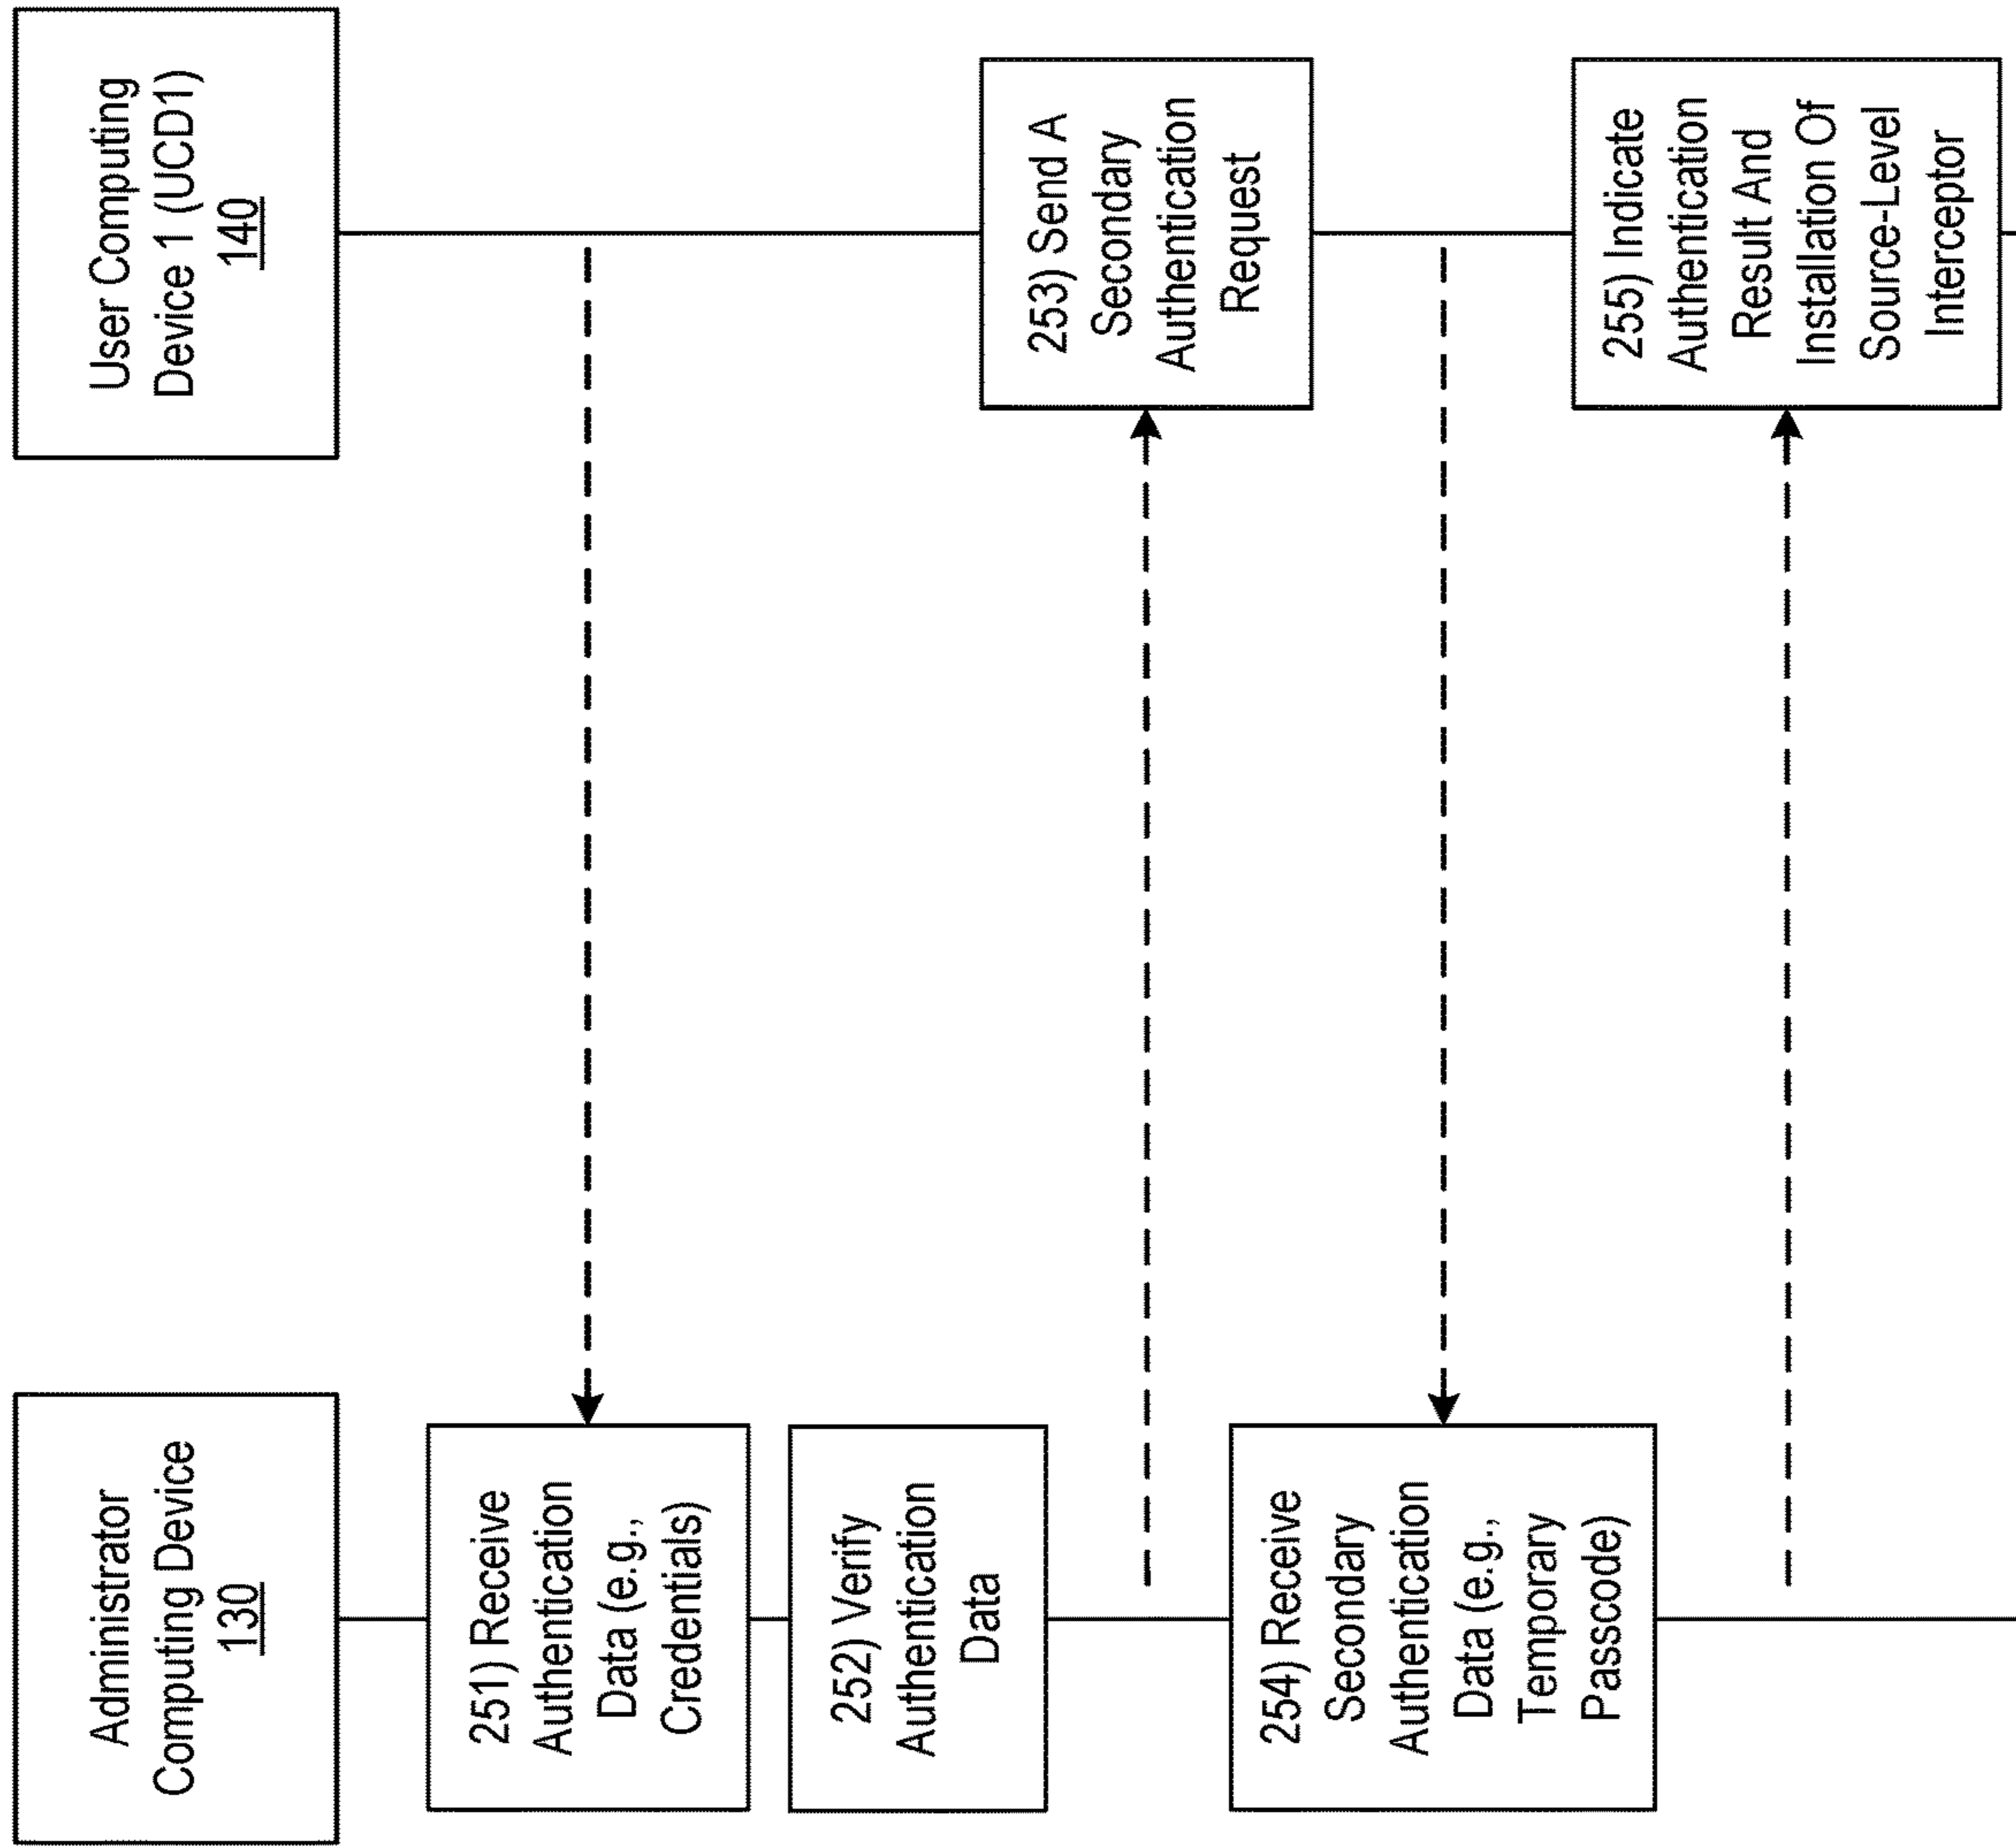 Administrator
Computing Device
130
User Computing
Device 1 (UCD1)
140
251) Receive
Authentication
Data (e.g.,
Credentials)
252) Verify
Authentication
Data
253) Send A
Secondary
Authentication
Request
254) Receive
Secondary
Authentication
Data (e.g.,
Temporary
Passcode)
255) Indicate
Authentication
Result And
Installation Of
Source-Level
Interceptor